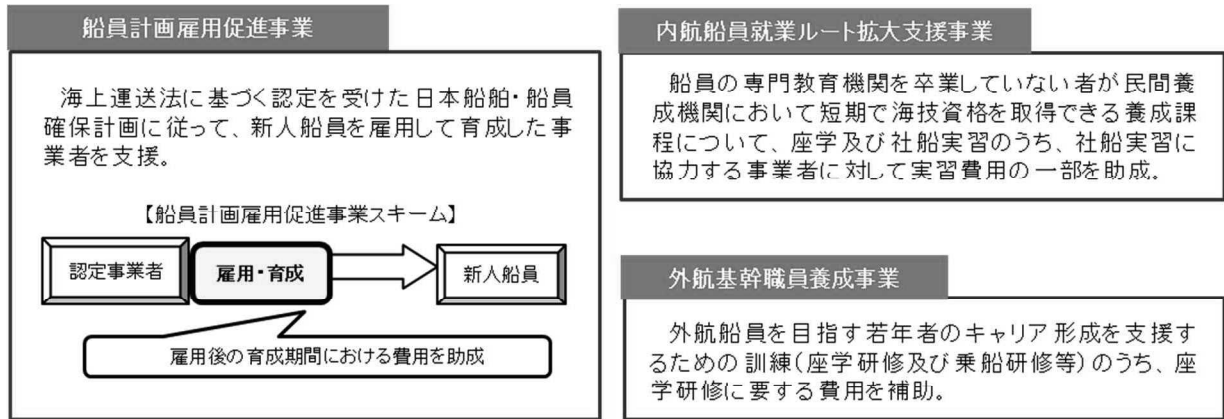 船員計画雇用促進事業
海上運送法に基づく認定を受けた日本船舶・船員
確保計画に従って、新人船員を雇用して育成した事
業者を支援。
【船員計画雇用促進事業スキーム】
認定事業者
雇用・育成
新人船員
雇用後の育成期間における費用を助成
内航船員就業ルート拡大支援事業
船員の専門教育機関を卒業していない者が民間養
成機関において短期で海技資格を取得できる養成課
程について、座学及び社船実習のうち、社船実習に
協力する事業者に対して実習費用の一部を助成。
外航基幹職員養成事業
外航船員を目指す若年者のキャリア形成を支援す
るための訓練(座学研修及び乗船研修等)のうち、座
学研修に要する費用を補助。